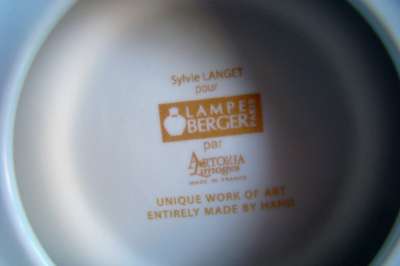 Sylvie LANGET
pour
LAMPE
BERGER
PARIS
par
ARTORIA
Limoges
MADE IN FRANCE
UNIQUE WORK OF ART
ENTIRELY MADE BY HAND